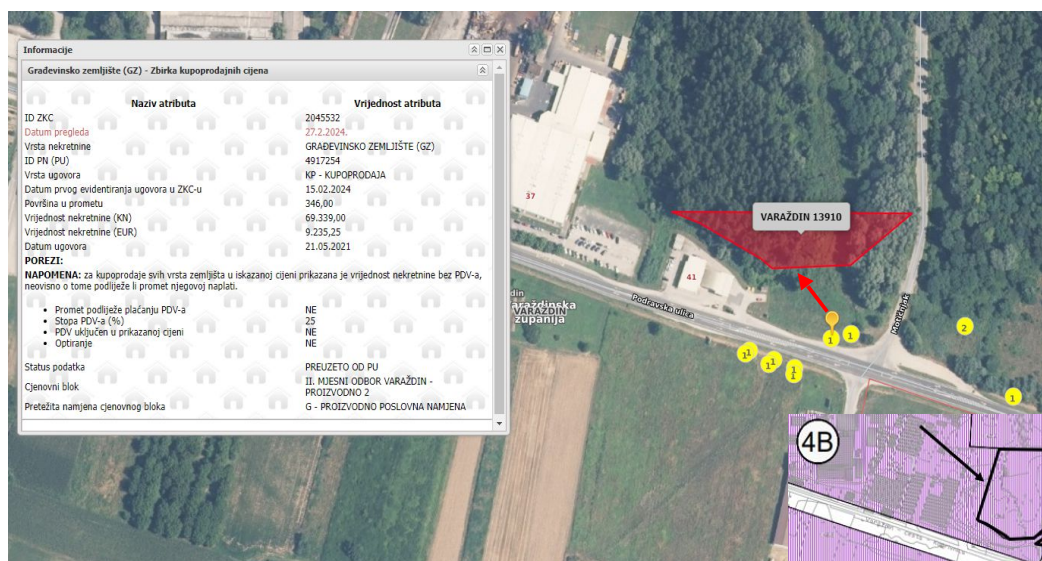 Informacije
Građevinsko zemljište (GZ) - Zbirka kupoprodajnih cijena
Naziv atributa Vrijednost atributa
ID ZKC 2045532
Datum pregleda 27.2.2024.
Vrsta nekretnine GRAĐEVINSKO ZEMLJIŠTE (GZ)
ID PN (PU) 4917254
Vrsta ugovora KP - KUPOPRODAJA
Datum prvog evidentiranja ugovora u ZKC-u 15.02.2024
Površina u prometu 346,00
Vrijednost nekretnine (KN) 69.339,00
Vrijednost nekretnine (EUR) 9.235,25
Datum ugovora 21.05.2021
POREZI:
NAPOMENA: za kupoprodaje svih vrsta zemljišta u iskazanoj cijeni prikazana je vrijednost nekretnine bez PDV-a,
neovisno o tome podliježe li promet njegovoj naplati.
• Promet podliježe plaćanju PDV-a NE
• Stopa PDV-a (%) 25
• PDV uključen u prikazanoj cijeni NE
• Optiranje NE
Status podatka PREUZETO OD PU
Cjenovni blok II. MJESNI ODBOR VARAŽDIN -
PROIZVODNO 2
Pretežita namjena cjenovnog bloka G - PROIZVODNO POSLOVNA NAMJENA
37
VARAŽDIN 13910
41
Podravska ulica
Motičnjak
VARAŽDIN
županija
1
1
2
1
1
1
1
1
1
1
4B